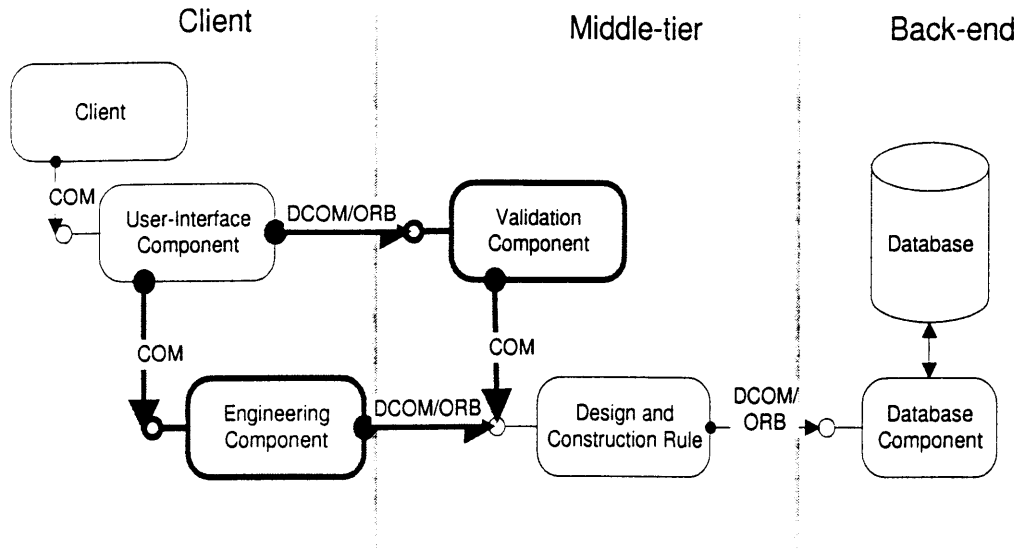 Client
Middle-tier
Back-end
Client
COM
User-Interface
Component
DCOM/ORB
Validation
Component
Database
COM
COM
Engineering
Component
DCOM/ORB
Design and
Construction Rule
DCOM/
ORB
Database
Component